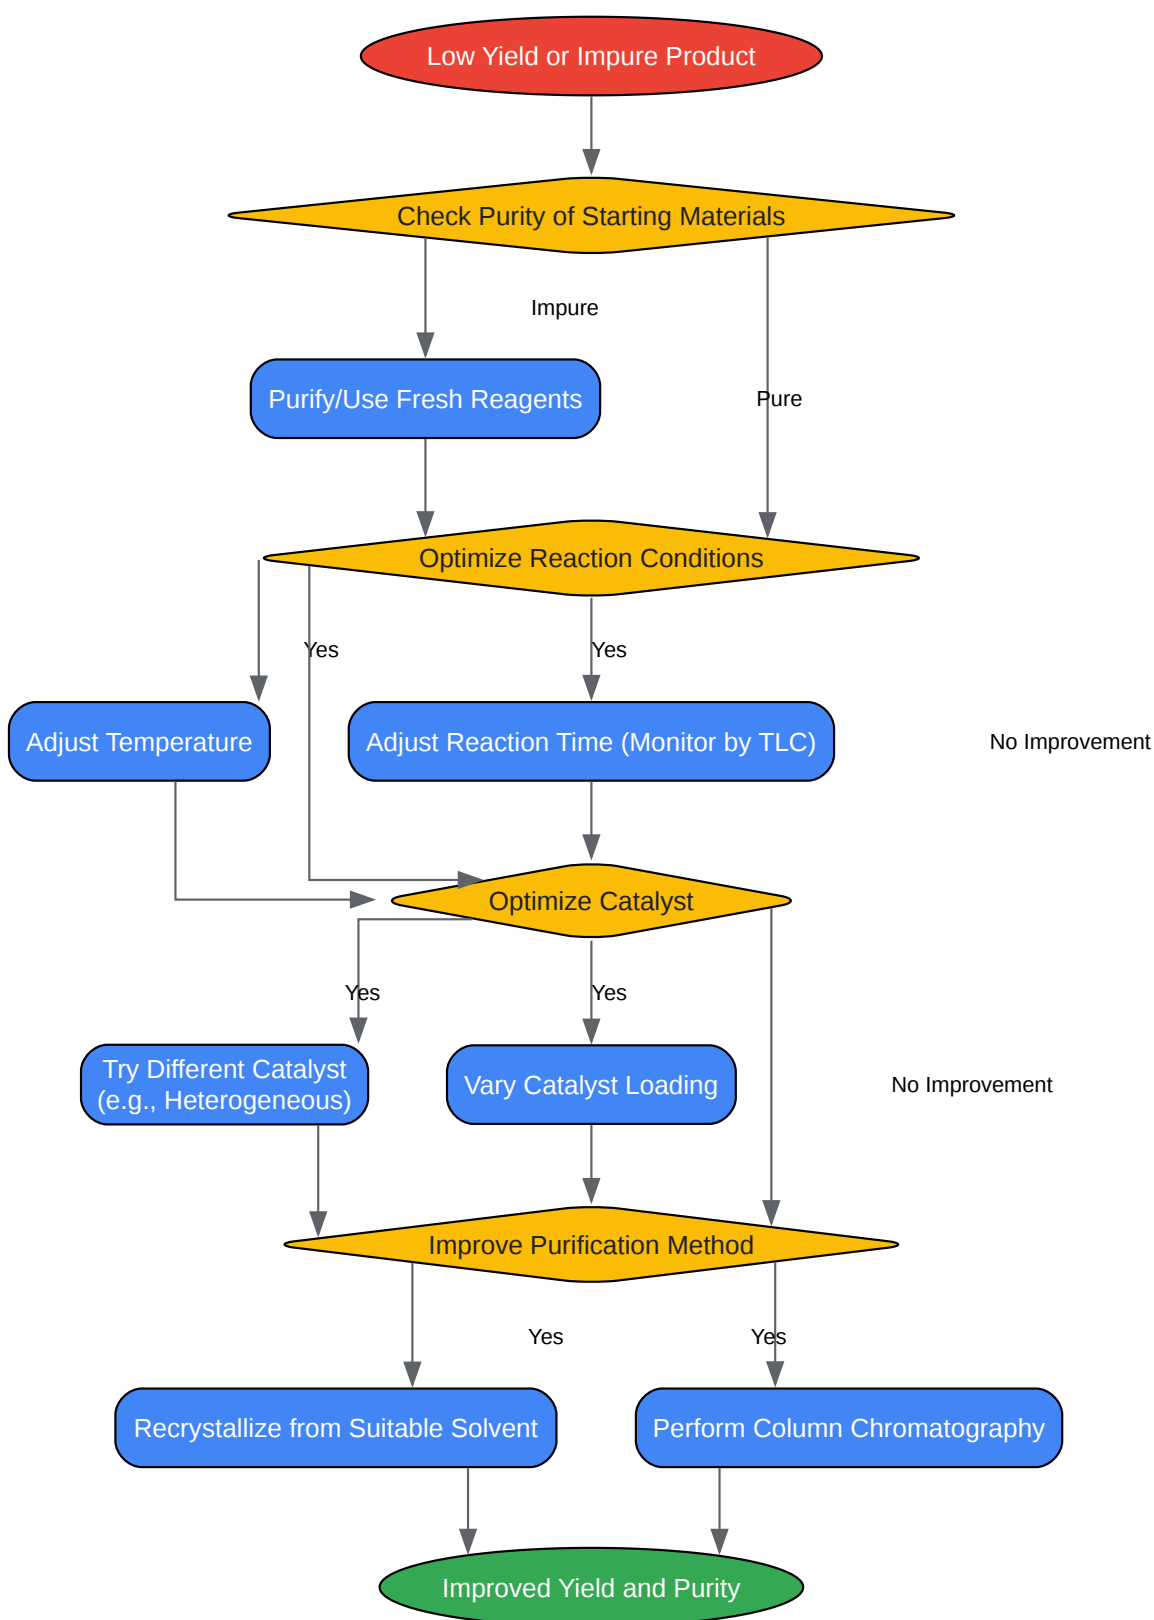 Low Yield or Impure Product
Check Purity of Starting Materials
Impure
Purify/Use Fresh Reagents
Pure
Optimize Reaction Conditions
Yes
Yes
Adjust Temperature
Adjust Reaction Time (Monitor by TLC)
No Improvement
Optimize Catalyst
Yes
Yes
Try Different Catalyst
(e.g., Heterogeneous)
Vary Catalyst Loading
No Improvement
Improve Purification Method
Yes
Yes
Recrystallize from Suitable Solvent
Perform Column Chromatography
Improved Yield and Purity